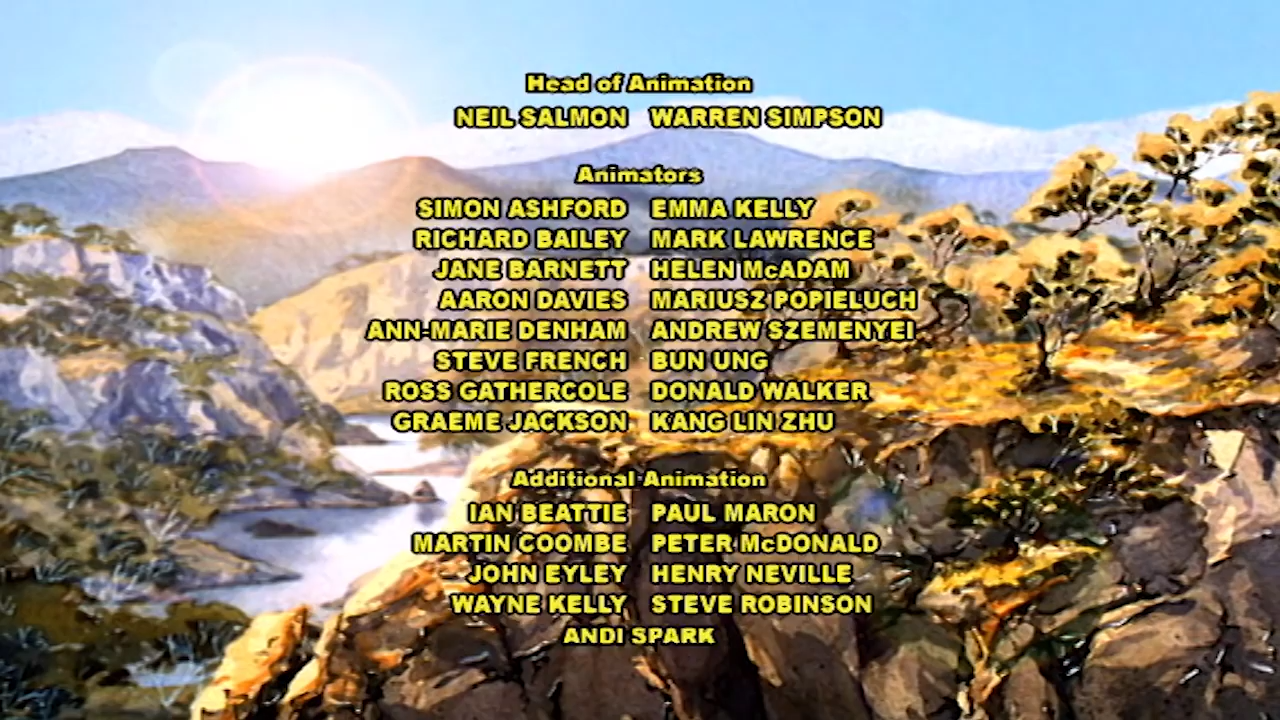 Head of Animation
NEIL SALMON WARREN SIMPSON
Animators
SIMON ASHFORD EMMA KELLY
RICHARD BAILEY MARK LAWRENCE
JANE BARNETT HELEN McADAM
AARON DAVIES MARIUSZ POPIELUCH
ANN-MARIE DENHAM ANDREW SZEMENYEI
STEVE FRENCH BUN UNG
ROSS GATHERCOLE DONALD WALKER
GRAEME JACKSON KANG LIN ZHU
Additional Animation
IAN BEATTIE PAUL MARON
MARTIN COOMBE PETER McDONALD
JOHN EYLEY HENRY NEVILLE
WAYNE KELLY STEVE ROBINSON
ANDI SPARK